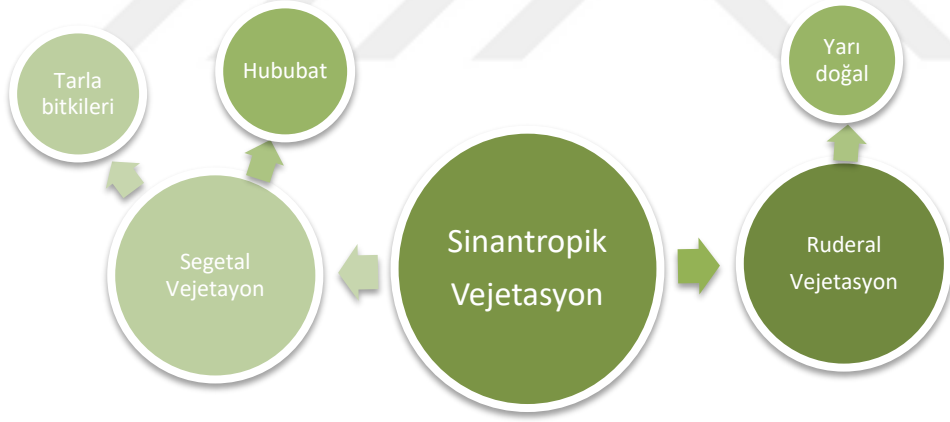 Tarla
bitkileri
Hububat
Yarı
doğal
Segetal
Vejetayon
Sinantropik
Vejetasyon
Ruderal
Vejetasyon